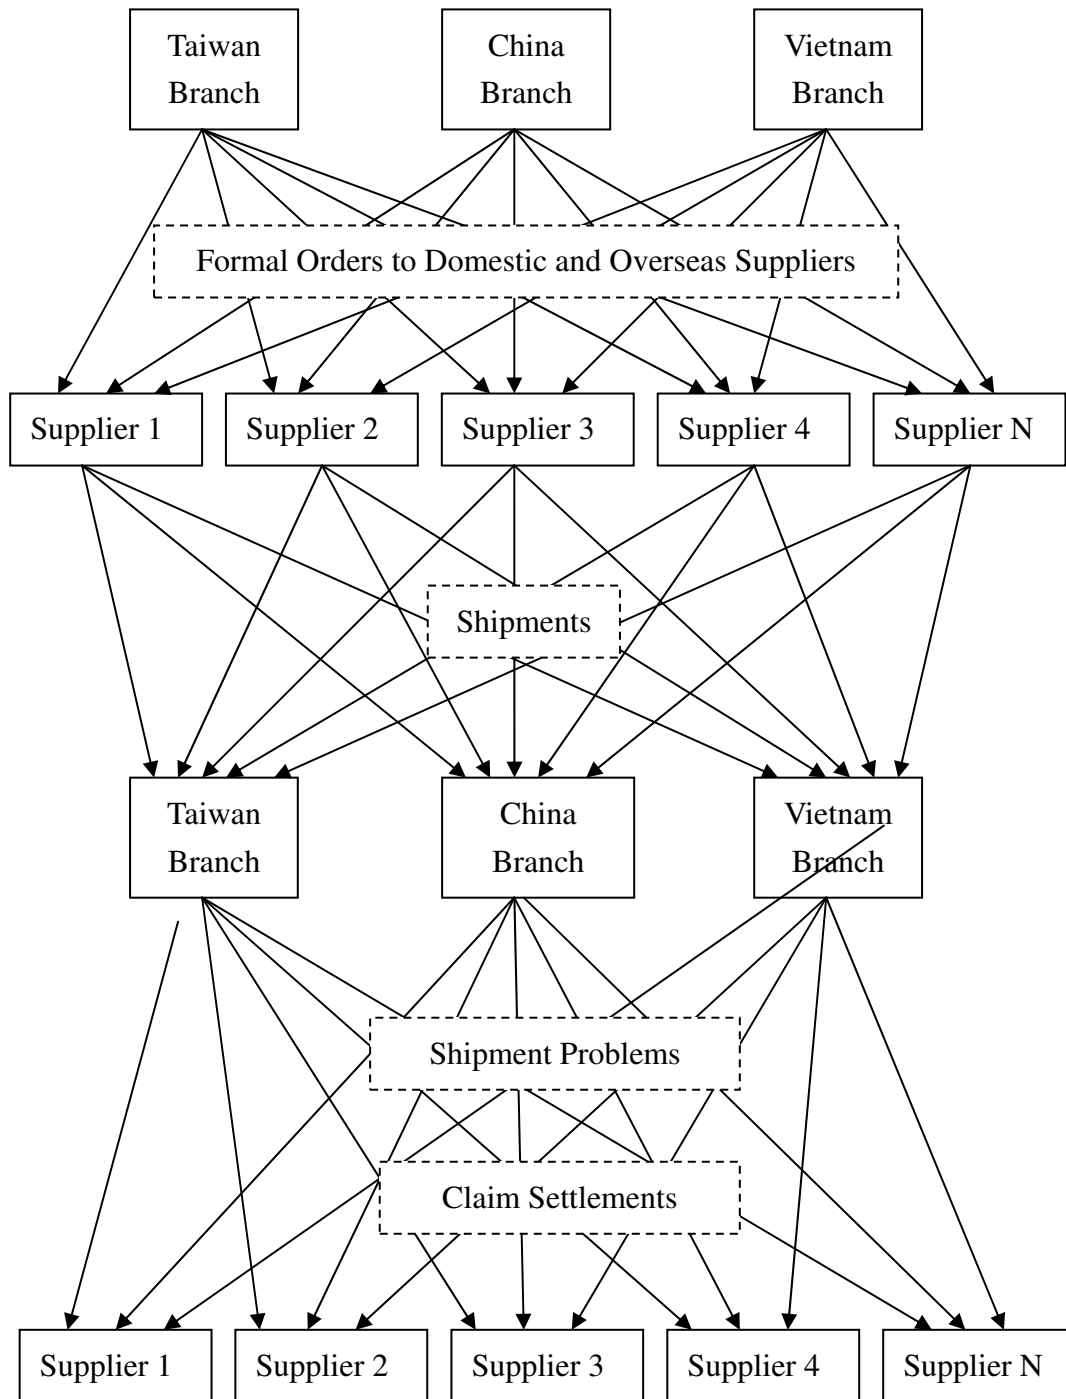 Taiwan
Branch
China
Branch
Vietnam
Branch
Formal Orders to Domestic and Overseas Suppliers
Supplier 1
Supplier 2
Supplier 3
Supplier 4
Supplier N
Shipments
Taiwan
Branch
China
Branch
Vietnam
Branch
Shipment Problems
Claim Settlements
Supplier 1
Supplier 2
Supplier 3
Supplier 4
Supplier N